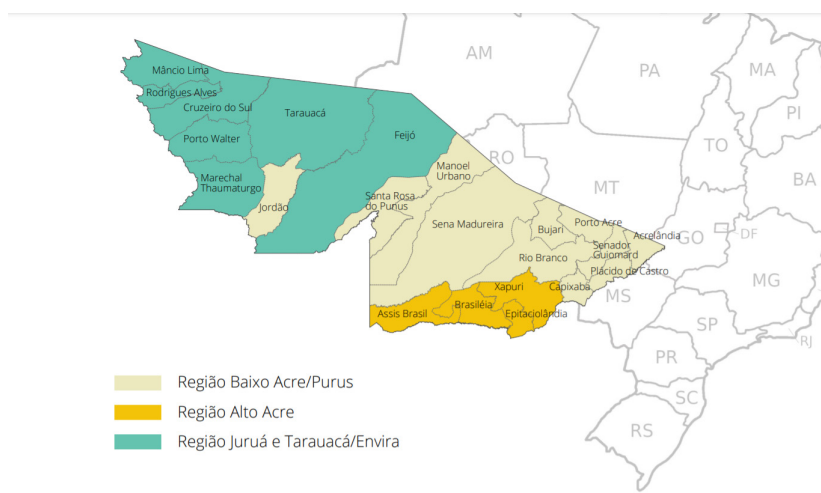 AM
PA
MA
PI
Mâncio Lima
Rodrigues Alves
Cruzeiro do Sul
Tarauacá
Feijó
Porto Walter
TO
RO
Manoel
Urbano
BA
MT
Marechal
Thaumaturgo
Jordão
Santa Rosa
do Purus
Sena Madureira
Bujari
Porto Acre
Acrelândia
GO
DF
Senador
Guiomard
Rio Branco
Plácido de Castro
MG
Xapuri
Capixaba
MS
Assis Brasil
Brasiléia
Epitaciolândia
SP
RJ
PR
Região Baixo Acre/Purus
SC
Região Alto Acre
RS
Região Juruá e Tarauacá/Envira